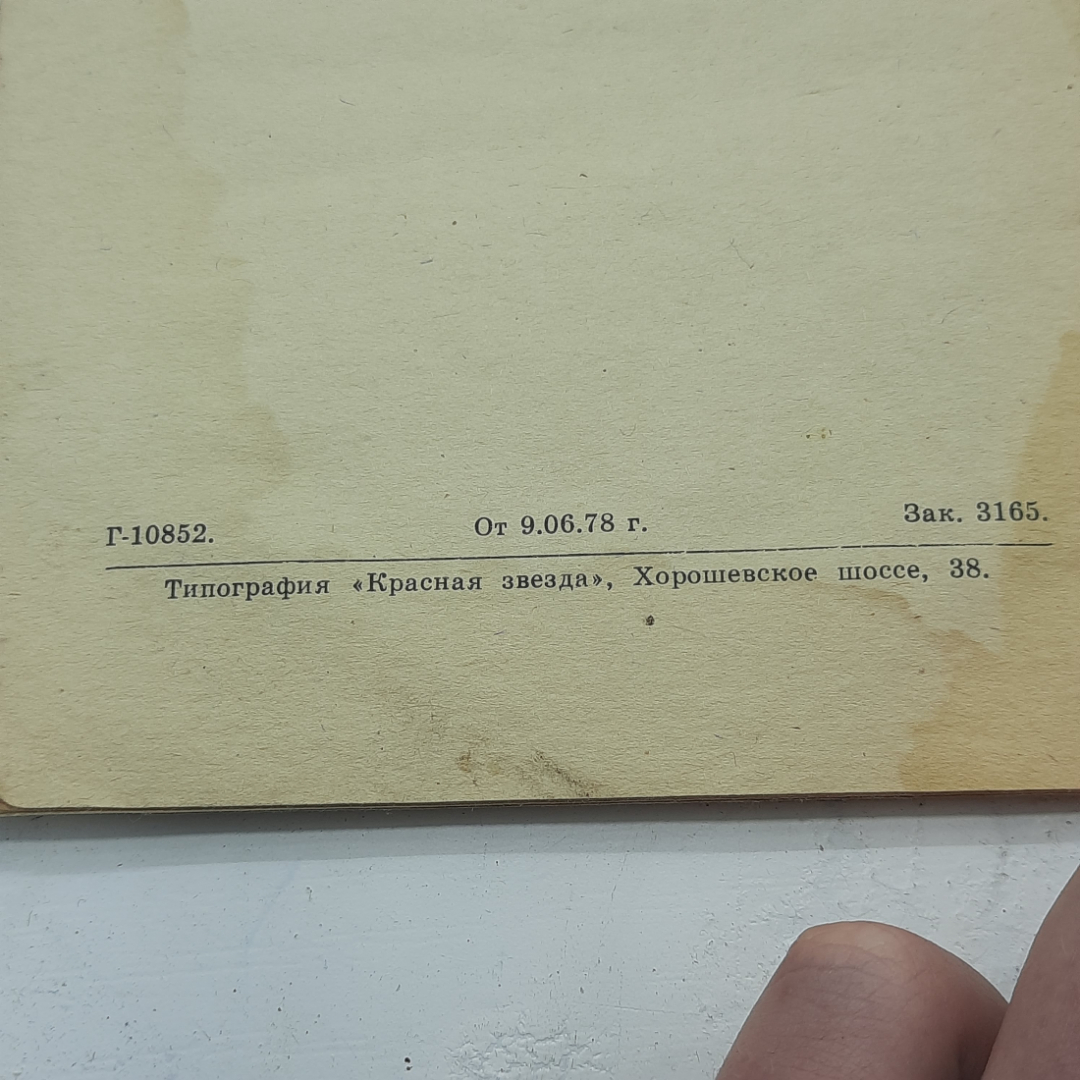 Г-10852. От 9.06.78 г. Зак. 3165.
Типография «Красная звезда», Хорошевское шоссе, 38.